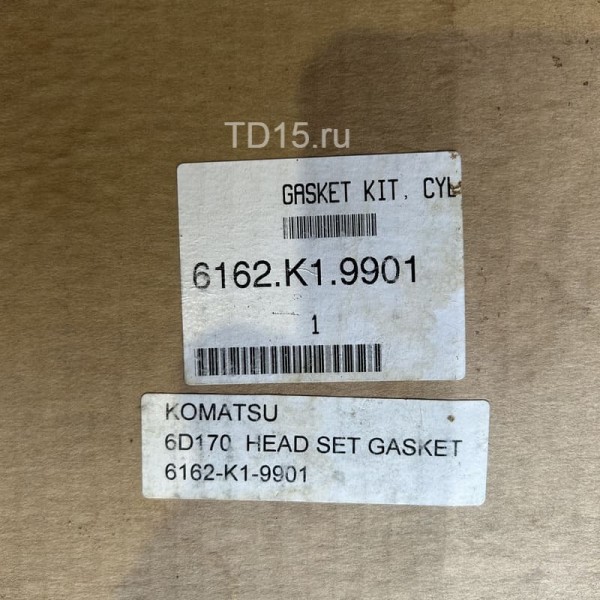 TD15.ru
GASKET KIT, CYL
6162.K1.9901
1
KOMATSU
6D170 HEAD SET GASKET
6162-K1-9901